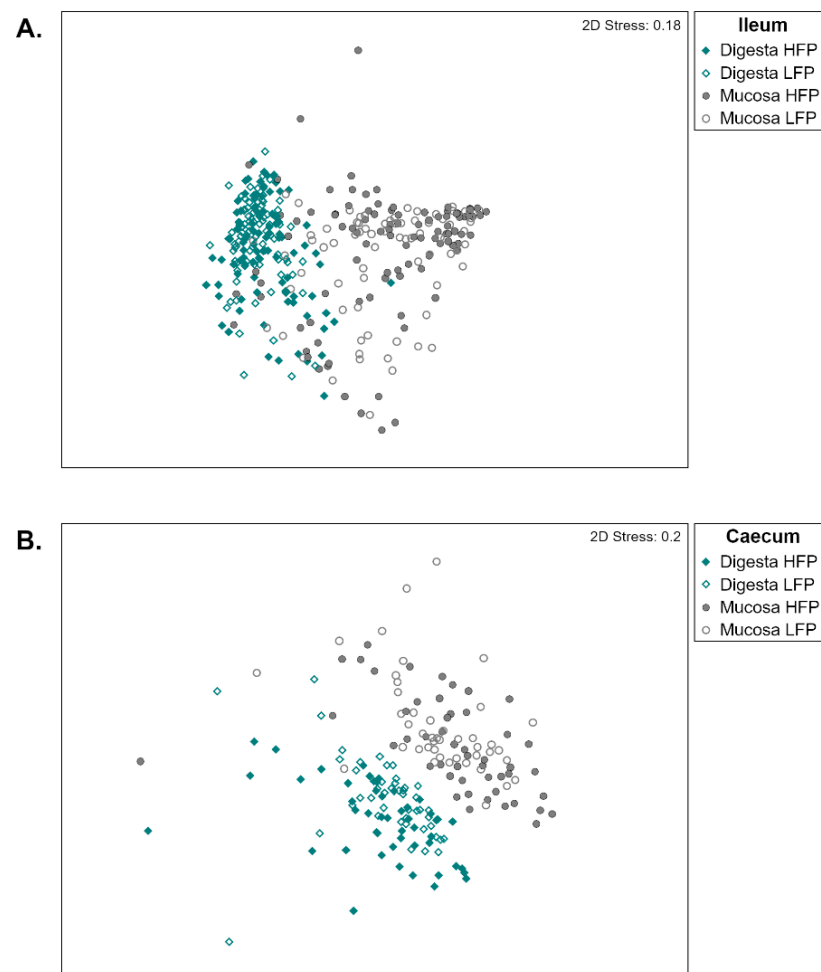 A.
2D Stress: 0.18
Ileum
Digesta HFP
Digesta LFP
Mucosa HFP
Mucosa LFP
B.
2D Stress: 0.2
Caecum
Digesta HFP
Digesta LFP
Mucosa HFP
Mucosa LFP